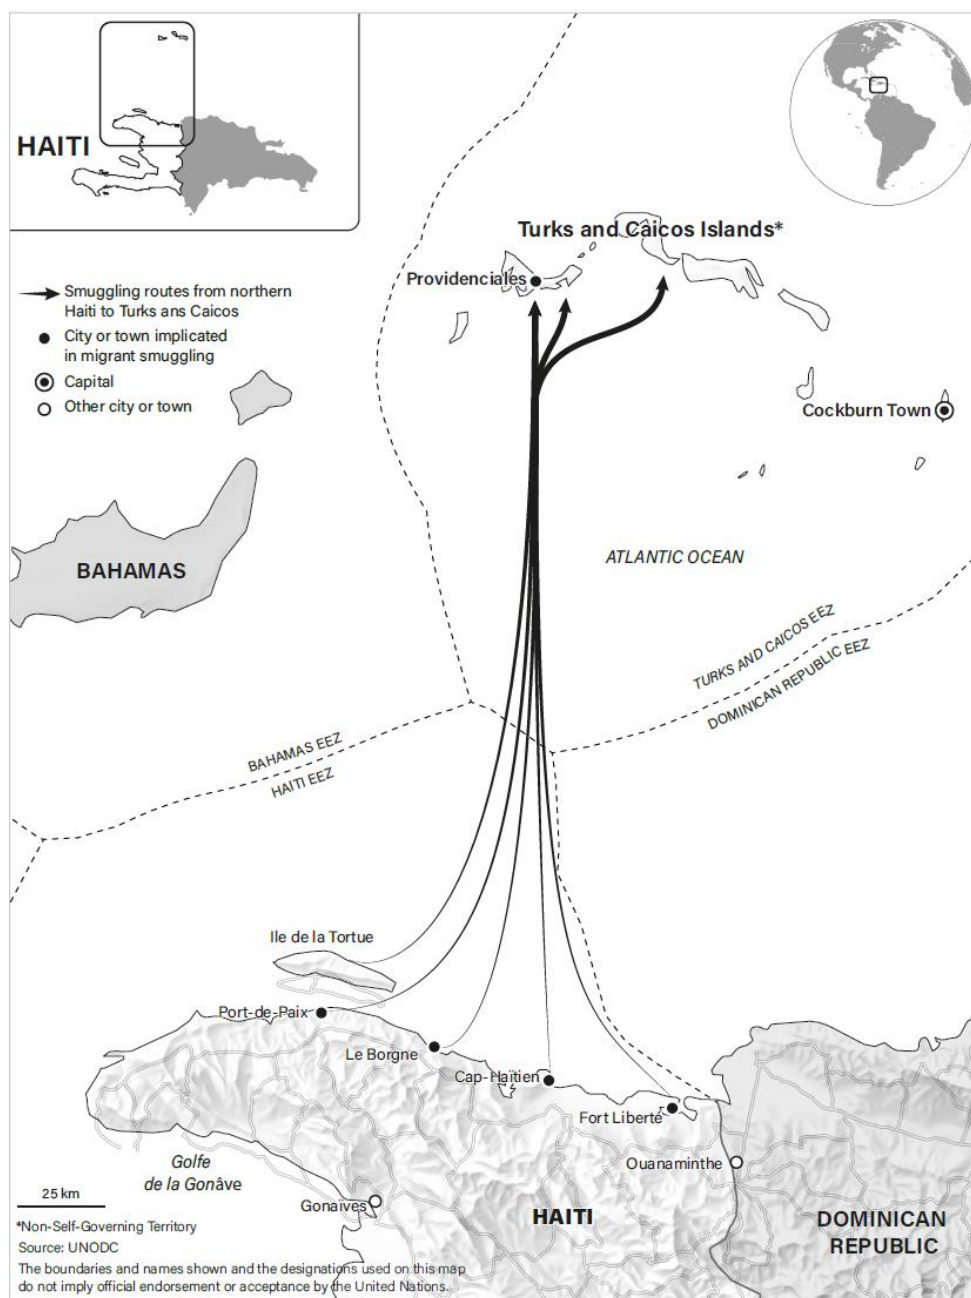 HAITI
Turks and Caicos Islands*
Providenciales
Smuggling routes from northern
Haiti to Turks ans Caicos
City or town implicated
in migrant smuggling
Capital
Other city or town
Cockburn Town
BAHAMAS
ATLANTIC OCEAN
TURKS AND CAICOS EEZ
DOMINICAN REPUBLIC EEZ
BAHAMAS EEZ
HAITI EEZ
Ile de la Tortue
Port-de-Paix
Le Borgne
Cap-Haïtien
Fort Liberté
Ouanaminthe
Golfe
de la Gonâve
Gonaïves
25 km
HAITI
DOMINICAN
REPUBLIC
*Non-Self-Governing Territory
Source: UNODC
The boundaries and names shown and the designations used on this map
do not imply official endorsement or acceptance by the United Nations.